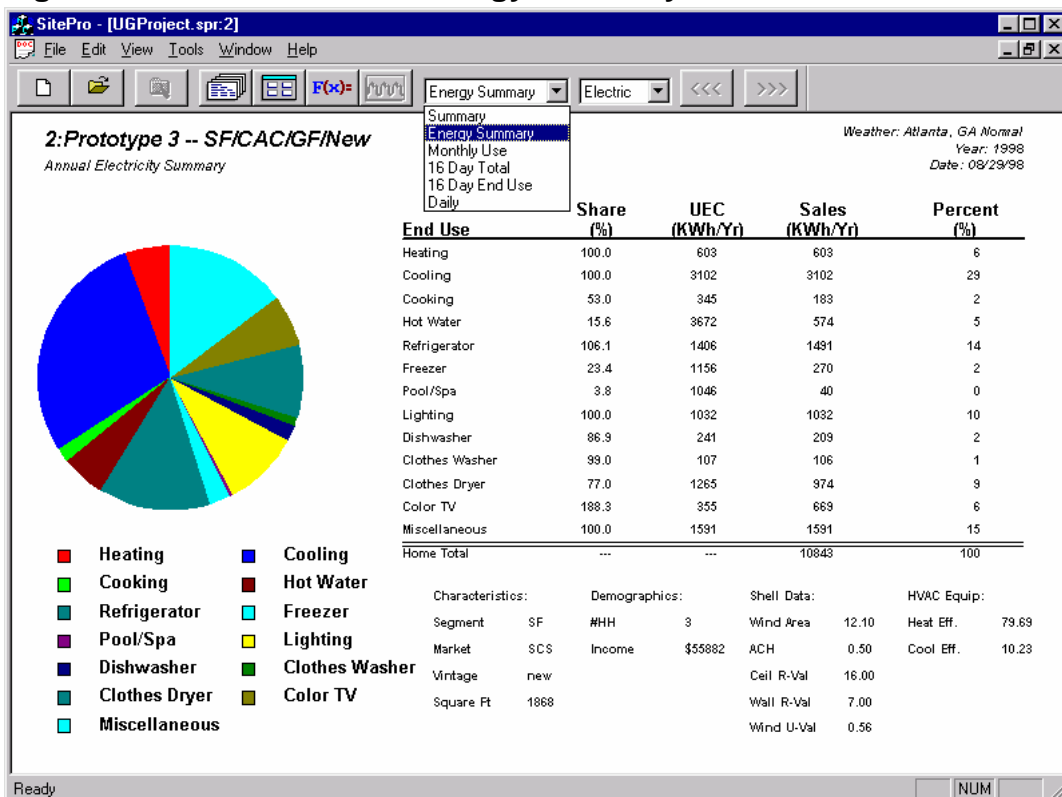 SitePro - [UGProject.spr:2]
File Edit View Tools Window Help
F(x)= Energy Summary Electric <<< >>>
Summary
Energy Summary
Monthly Use
16 Day Total
16 Day End Use
Daily
2:Prototype 3 -- SF/CAC/GF/New
Annual Electricity Summary
Weather: Atlanta, GA Normal
Year: 1998
Date: 08/29/98
End Use Share (%) UEC (KWh/Yr) Sales (KWh/Yr) Percent (%)
Heating 100.0 603 603 6
Cooling 100.0 3102 3102 29
Cooking 53.0 345 183 2
Hot Water 15.6 3672 574 5
Refrigerator 106.1 1406 1491 14
Freezer 23.4 1156 270 2
Pool/Spa 3.8 1046 40 0
Lighting 100.0 1032 1032 10
Dishwasher 86.9 241 209 2
Clothes Washer 99.0 107 106 1
Clothes Dryer 77.0 1265 974 9
Color TV 188.3 355 669 6
Miscellaneous 100.0 1591 1591 15
Home Total --- --- 10843 100
Heating Cooling
Cooking Hot Water
Refrigerator Freezer
Pool/Spa Lighting
Dishwasher Clothes Washer
Clothes Dryer Color TV
Miscellaneous
Characteristics: Demographics: Shell Data: HVAC Equip:
Segment SF #HH 3 Wind Area 12.10 Heat Eff. 79.69
Market SCS Income $55882 ACH 0.50 Cool Eff. 10.23
Vintage new Ceil R-Val 16.00
Square Ft 1868 Wall R-Val 7.00
Wind U-Val 0.56
Ready NUM